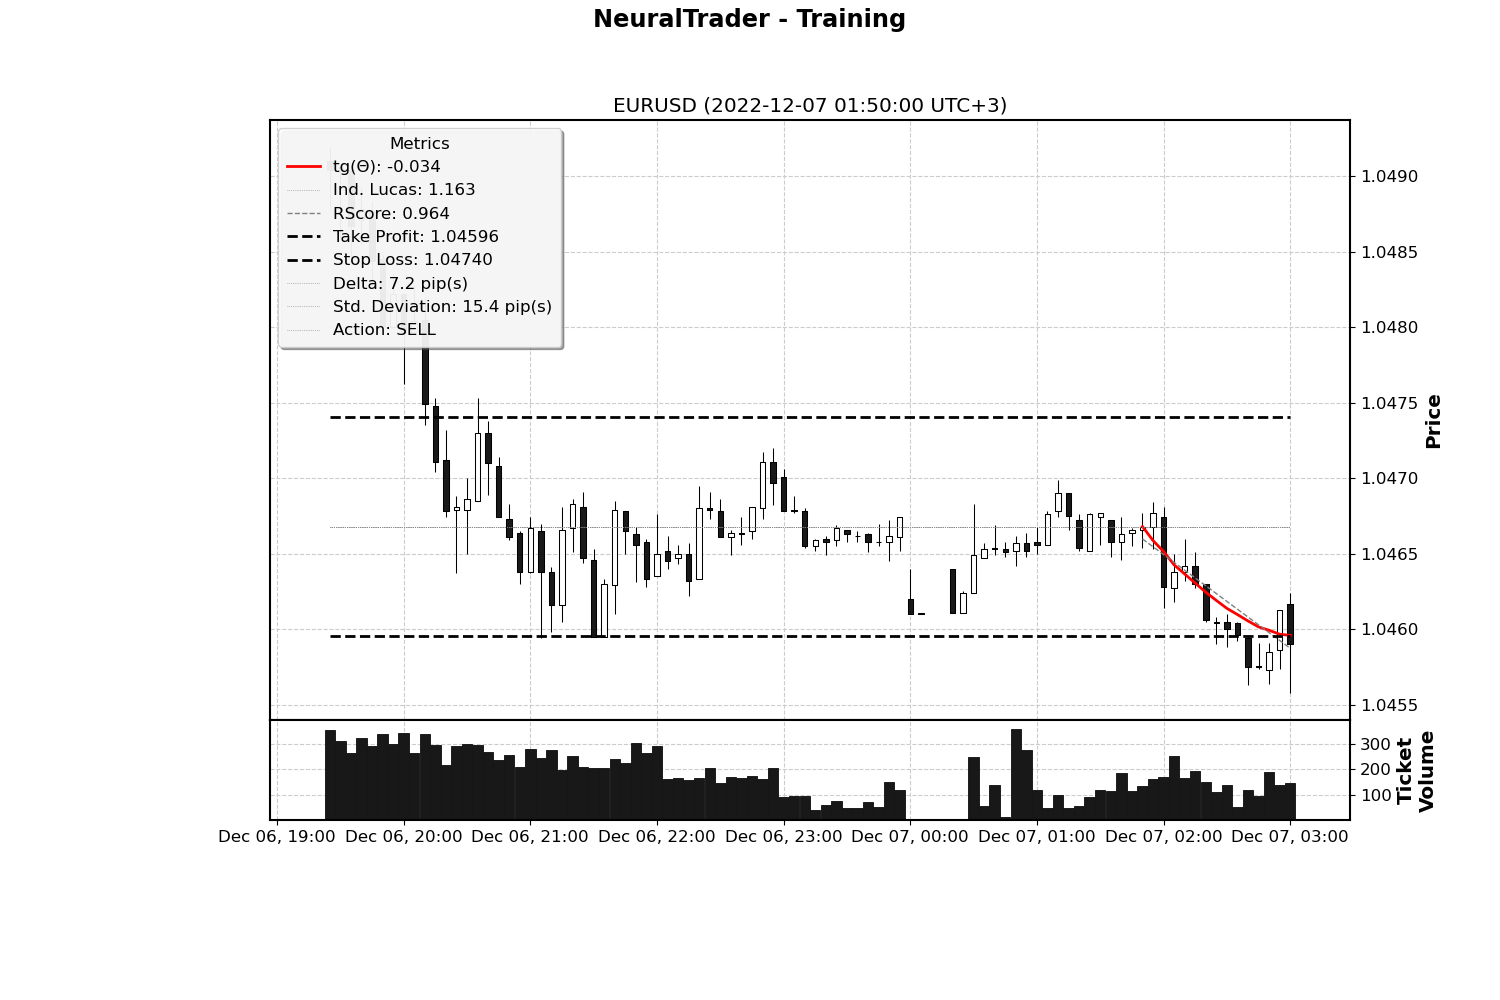 NeuralTrader - Training
EURUSD (2022-12-07 01:50:00 UTC+3)
Metrics
tg(Θ): -0.034
Ind. Lucas: 1.163
RScore: 0.964
Take Profit: 1.04596
Stop Loss: 1.04740
Delta: 7.2 pip(s)
Std. Deviation: 15.4 pip(s)
Action: SELL
1.0490
1.0485
1.0480
1.0475
1.0470
1.0465
1.0460
1.0455
Price
300
200
100
Ticket
Volume
Dec 06, 19:00 Dec 06, 20:00 Dec 06, 21:00 Dec 06, 22:00 Dec 06, 23:00 Dec 07, 00:00 Dec 07, 01:00 Dec 07, 02:00 Dec 07, 03:00